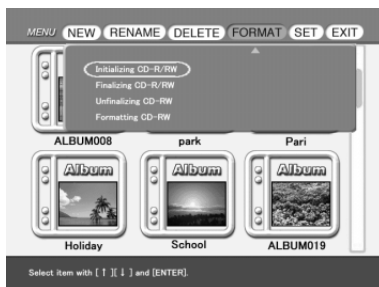 MENU NEW RENAME DELETE FORMAT SET EXIT
Initializing CD-R/RW
Finalizing CD-R/RW
Unfinalizing CD-RW
Formatting CD-RW
ALBUM008 park Pari
Album Album Album
Holiday School ALBUM019
Select item with [ ↑ ][ ↓ ] and [ENTER].